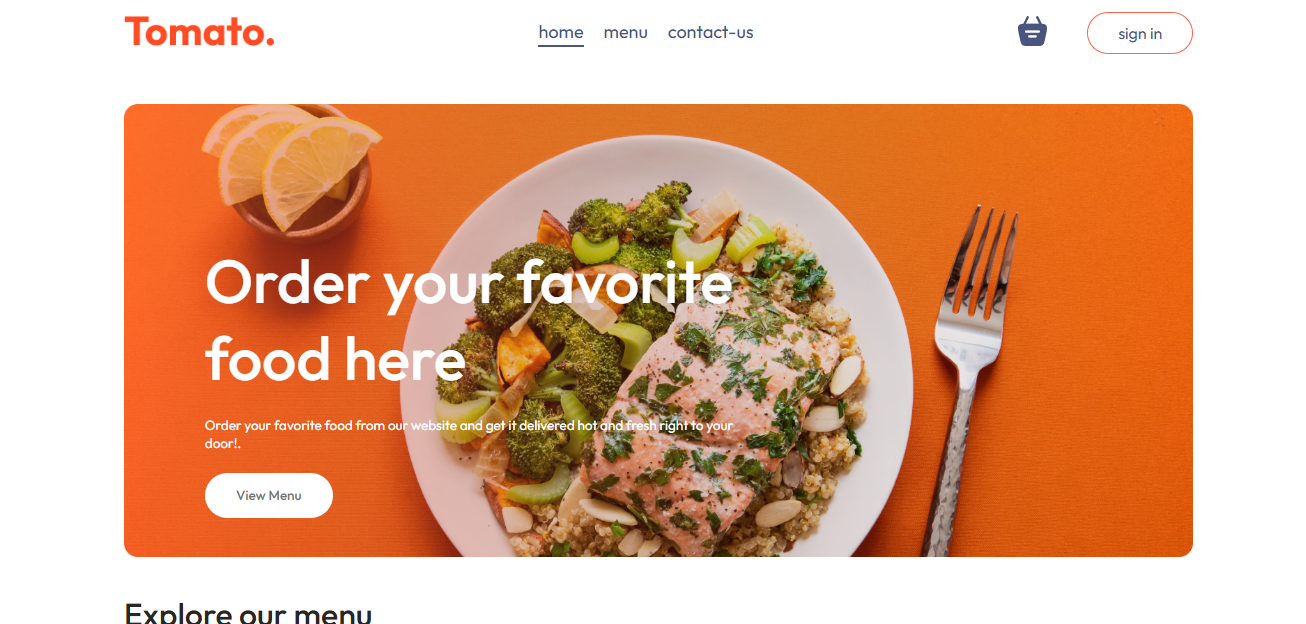 Tomato.
home menu contact-us
sign in
Order your favorite
food here
Order your favorite food from our website and get it delivered hot and fresh right to your
door!.
View Menu
Explore our menu